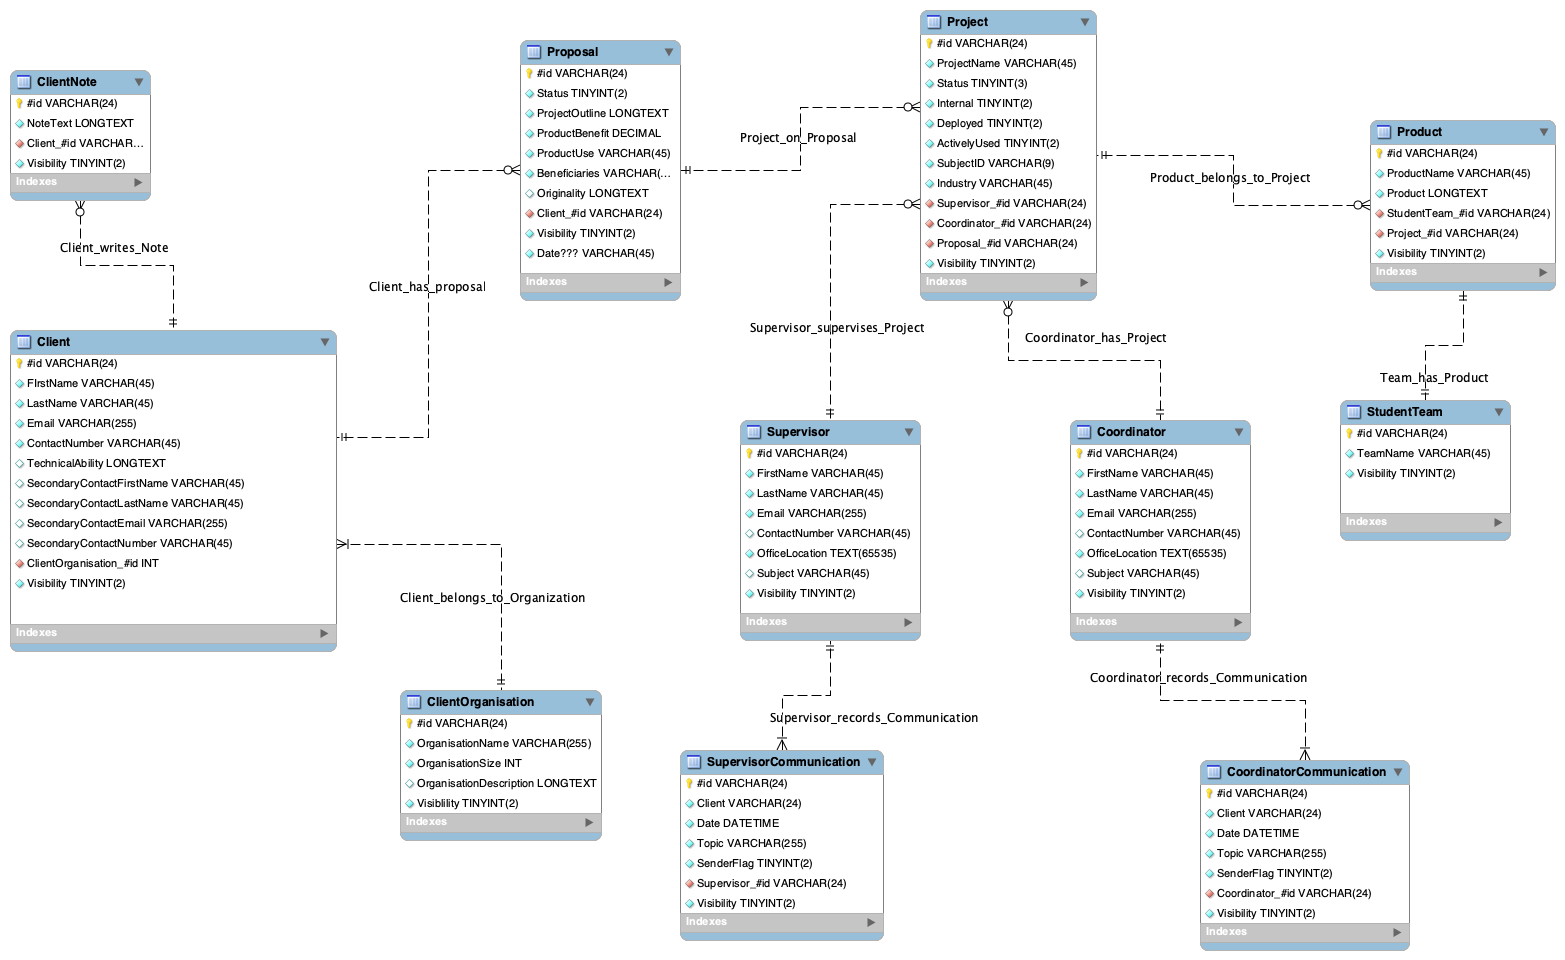 ClientNote
#id VARCHAR(24)
NoteText LONGTEXT
Client_#id VARCHAR...
Visibility TINYINT(2)
Indexes
Client_writes_Note
Client
#id VARCHAR(24)
FIrstName VARCHAR(45)
LastName VARCHAR(45)
Email VARCHAR(255)
ContactNumber VARCHAR(45)
TechnicalAbility LONGTEXT
SecondaryContactFirstName VARCHAR(45)
SecondaryContactLastName VARCHAR(45)
SecondaryContactEmail VARCHAR(255)
SecondaryContactNumber VARCHAR(45)
ClientOrganisation_#id INT
Visibility TINYINT(2)
Indexes
Client_has_proposal
Client_belongs_to_Organization
ClientOrganisation
#id VARCHAR(24)
OrganisationName VARCHAR(255)
OrganisationSize INT
OrganisationDescription LONGTEXT
Visiblility TINYINT(2)
Indexes
Proposal
#id VARCHAR(24)
Status TINYINT(2)
ProjectOutline LONGTEXT
ProductBenefit DECIMAL
ProductUse VARCHAR(45)
Beneficiaries VARCHAR(...
Originality LONGTEXT
Client_#id VARCHAR(24)
Visibility TINYINT(2)
Date??? VARCHAR(45)
Indexes
Project_on_Proposal
Project
#id VARCHAR(24)
ProjectName VARCHAR(45)
Status TINYINT(3)
Internal TINYINT(2)
Deployed TINYINT(2)
ActivelyUsed TINYINT(2)
SubjectID VARCHAR(9)
Industry VARCHAR(45)
Supervisor_#id VARCHAR(24)
Coordinator_#id VARCHAR(24)
Proposal_#id VARCHAR(24)
Visibility TINYINT(2)
Indexes
Product_belongs_to_Project
Product
#id VARCHAR(24)
ProductName VARCHAR(45)
Product LONGTEXT
StudentTeam_#id VARCHAR(24)
Project_#id VARCHAR(24)
Visibility TINYINT(2)
Indexes
Team_has_Product
StudentTeam
#id VARCHAR(24)
TeamName VARCHAR(45)
Visibility TINYINT(2)
Indexes
Supervisor_supervises_Project
Coordinator_has_Project
Supervisor
#id VARCHAR(24)
FirstName VARCHAR(45)
LastName VARCHAR(45)
Email VARCHAR(255)
ContactNumber VARCHAR(45)
OfficeLocation TEXT(65535)
Subject VARCHAR(45)
Visibility TINYINT(2)
Indexes
Coordinator
#id VARCHAR(24)
FirstName VARCHAR(45)
LastName VARCHAR(45)
Email VARCHAR(255)
ContactNumber VARCHAR(45)
OfficeLocation TEXT(65535)
Subject VARCHAR(45)
Visibility TINYINT(2)
Indexes
Supervisor_records_Communication
Coordinator_records_Communication
SupervisorCommunication
#id VARCHAR(24)
Client VARCHAR(24)
Date DATETIME
Topic VARCHAR(255)
SenderFlag TINYINT(2)
Supervisor_#id VARCHAR(24)
Visibility TINYINT(2)
Indexes
CoordinatorCommunication
#id VARCHAR(24)
Client VARCHAR(24)
Date DATETIME
Topic VARCHAR(255)
SenderFlag TINYINT(2)
Coordinator_#id VARCHAR(24)
Visibility TINYINT(2)
Indexes